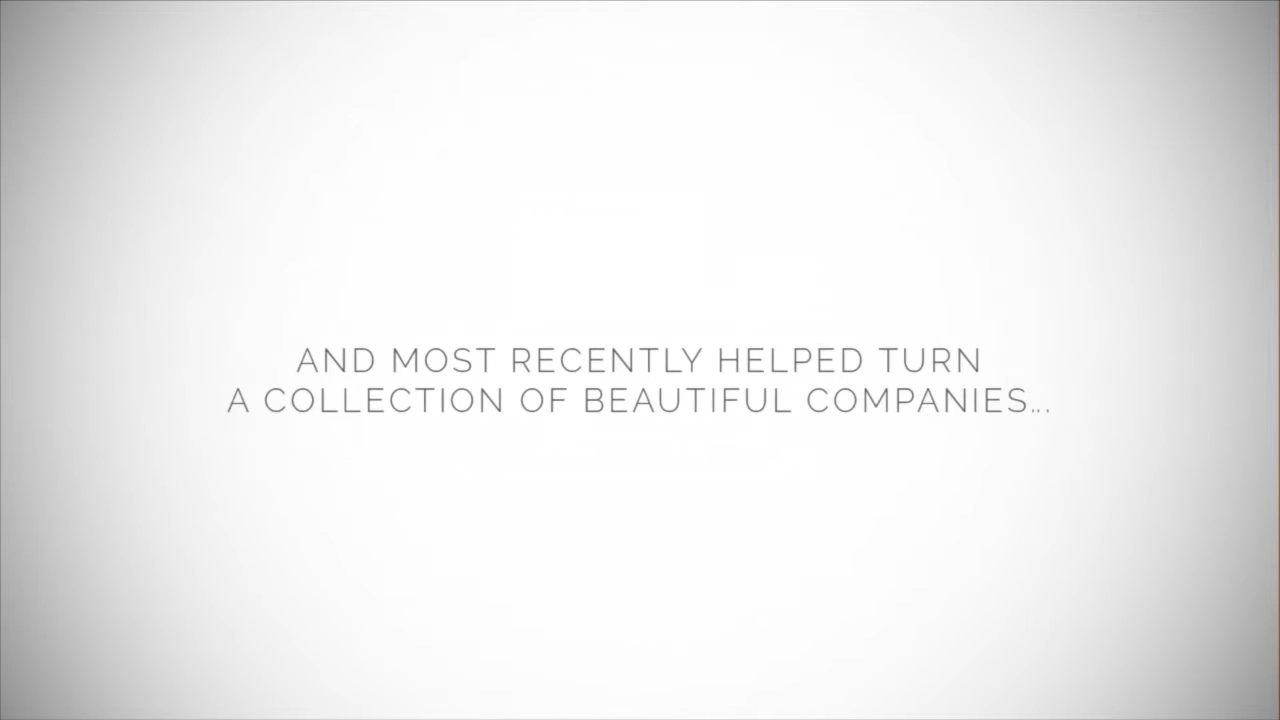 AND MOST RECENTLY HELPED TURN
A COLLECTION OF BEAUTIFUL COMPANIES...